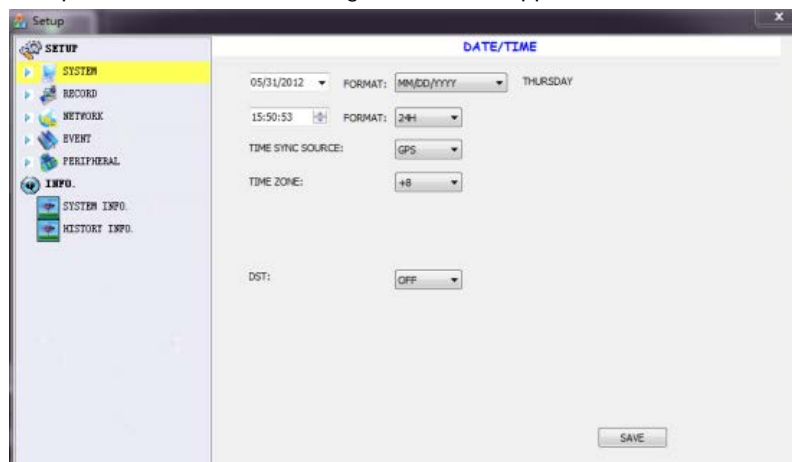 Setup
X
SETUP
SYSTEM
RECORD
NETWORK
EVENT
PERIPHERAL
INFO.
SYSTEM INFO.
HISTORY INFO.
DATE/TIME
05/31/2012 FORMAT: MM/DD/YYYY THURSDAY
15:50:53 FORMAT: 24H
TIME SYNC SOURCE: GPS
TIME ZONE: +8
DST: OFF
SAVE